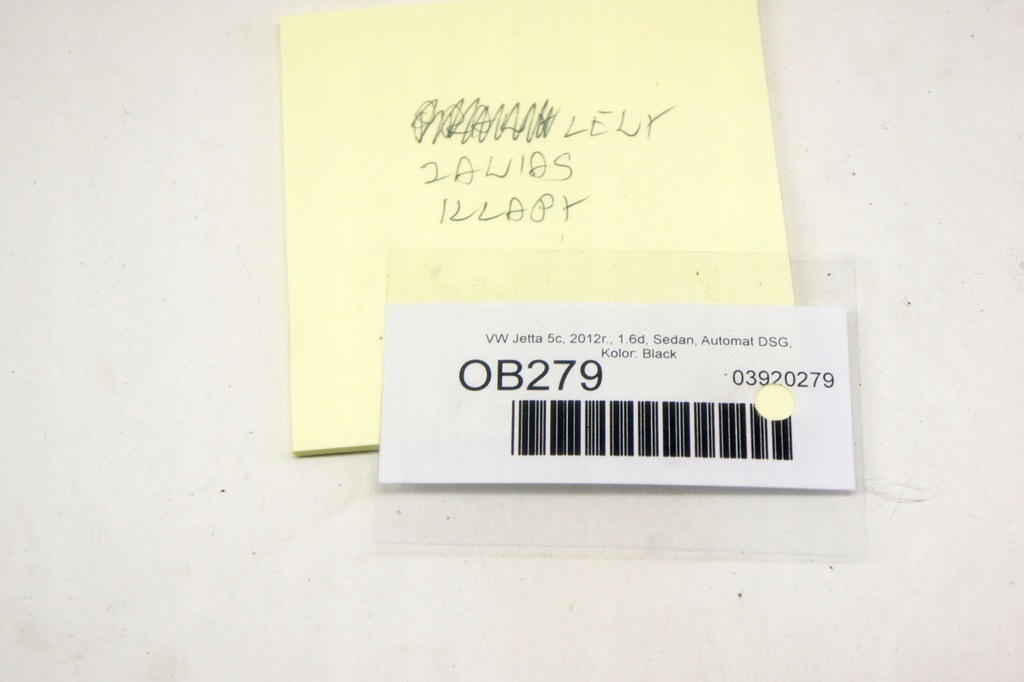 LEWY
ZAWIAS
KLAPY
VW Jetta 5c, 2012r., 1.6d, Sedan, Automat DSG,
Kolor: Black
OB279 03920279